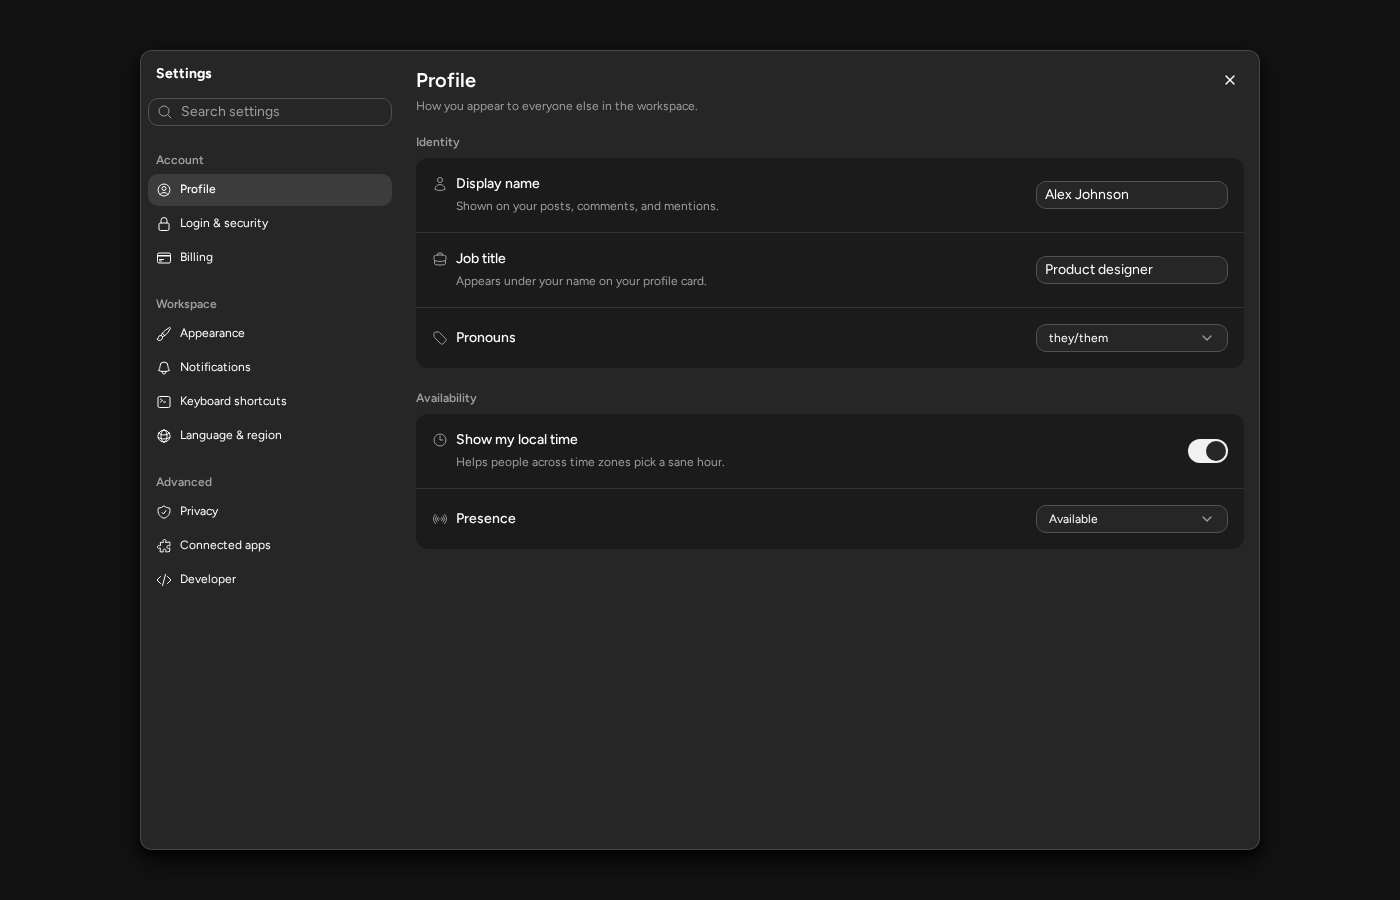 Settings
Search settings
Account
Profile
Login & security
Billing
Workspace
Appearance
Notifications
Keyboard shortcuts
Language & region
Advanced
Privacy
Connected apps
Developer
Profile
How you appear to everyone else in the workspace.
Identity
Display name
Shown on your posts, comments, and mentions.
Alex Johnson
Job title
Appears under your name on your profile card.
Product designer
Pronouns
they/them
Availability
Show my local time
Helps people across time zones pick a sane hour.
Presence
Available